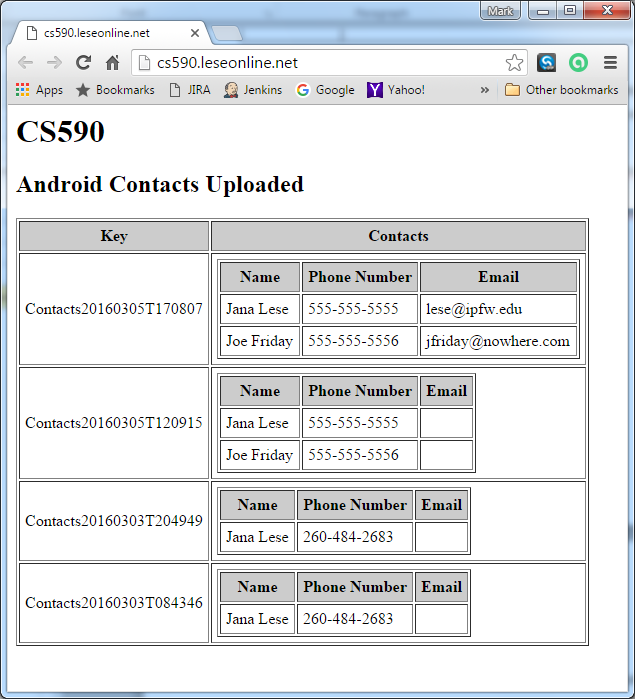 Mark
cs590.leseonline.net
cs590.leseonline.net
Apps Bookmarks JIRA Jenkins Google Yahoo! » Other bookmarks
CS590
Android Contacts Uploaded
Key Contacts
Contacts20160305T170807
Name Phone Number Email
Jana Lese 555-555-5555 lese@ipfw.edu
Joe Friday 555-555-5556 jfriday@nowhere.com
Contacts20160305T120915
Name Phone Number Email
Jana Lese 555-555-5555
Joe Friday 555-555-5556
Contacts20160303T204949
Name Phone Number Email
Jana Lese 260-484-2683
Contacts20160303T084346
Name Phone Number Email
Jana Lese 260-484-2683